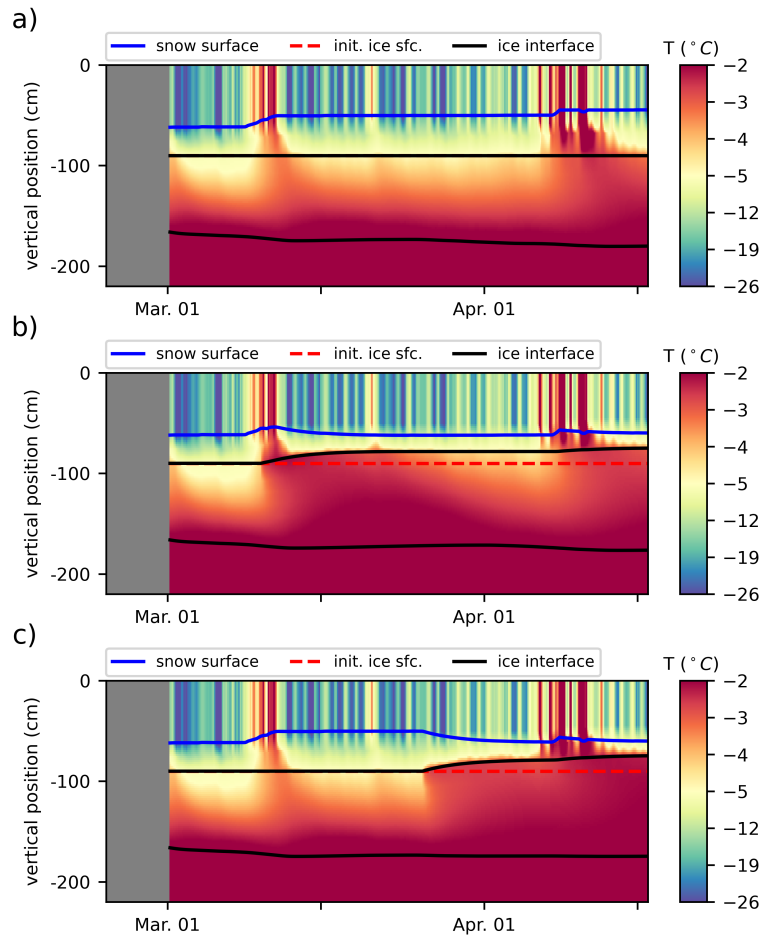 a)
snow surface
init. ice sfc.
ice interface
T (°C)
vertical position (cm)
0
-100
-200
Mar. 01
Apr. 01
−2
−3
−4
−5
−12
−19
−26
b)
snow surface
init. ice sfc.
ice interface
T (°C)
vertical position (cm)
0
-100
-200
Mar. 01
Apr. 01
−2
−3
−4
−5
−12
−19
−26
c)
snow surface
init. ice sfc.
ice interface
T (°C)
vertical position (cm)
0
-100
-200
Mar. 01
Apr. 01
−2
−3
−4
−5
−12
−19
−26